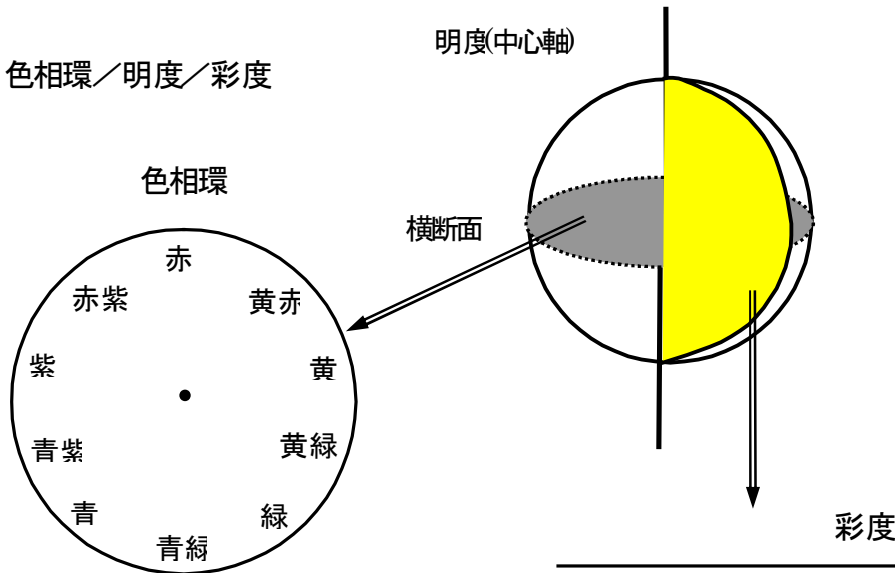 明度(中心軸)
色相環／明度／彩度
色相環
横断面
赤
黄赤
黄
黄緑
緑
青緑
青
青紫
紫
赤紫
彩度